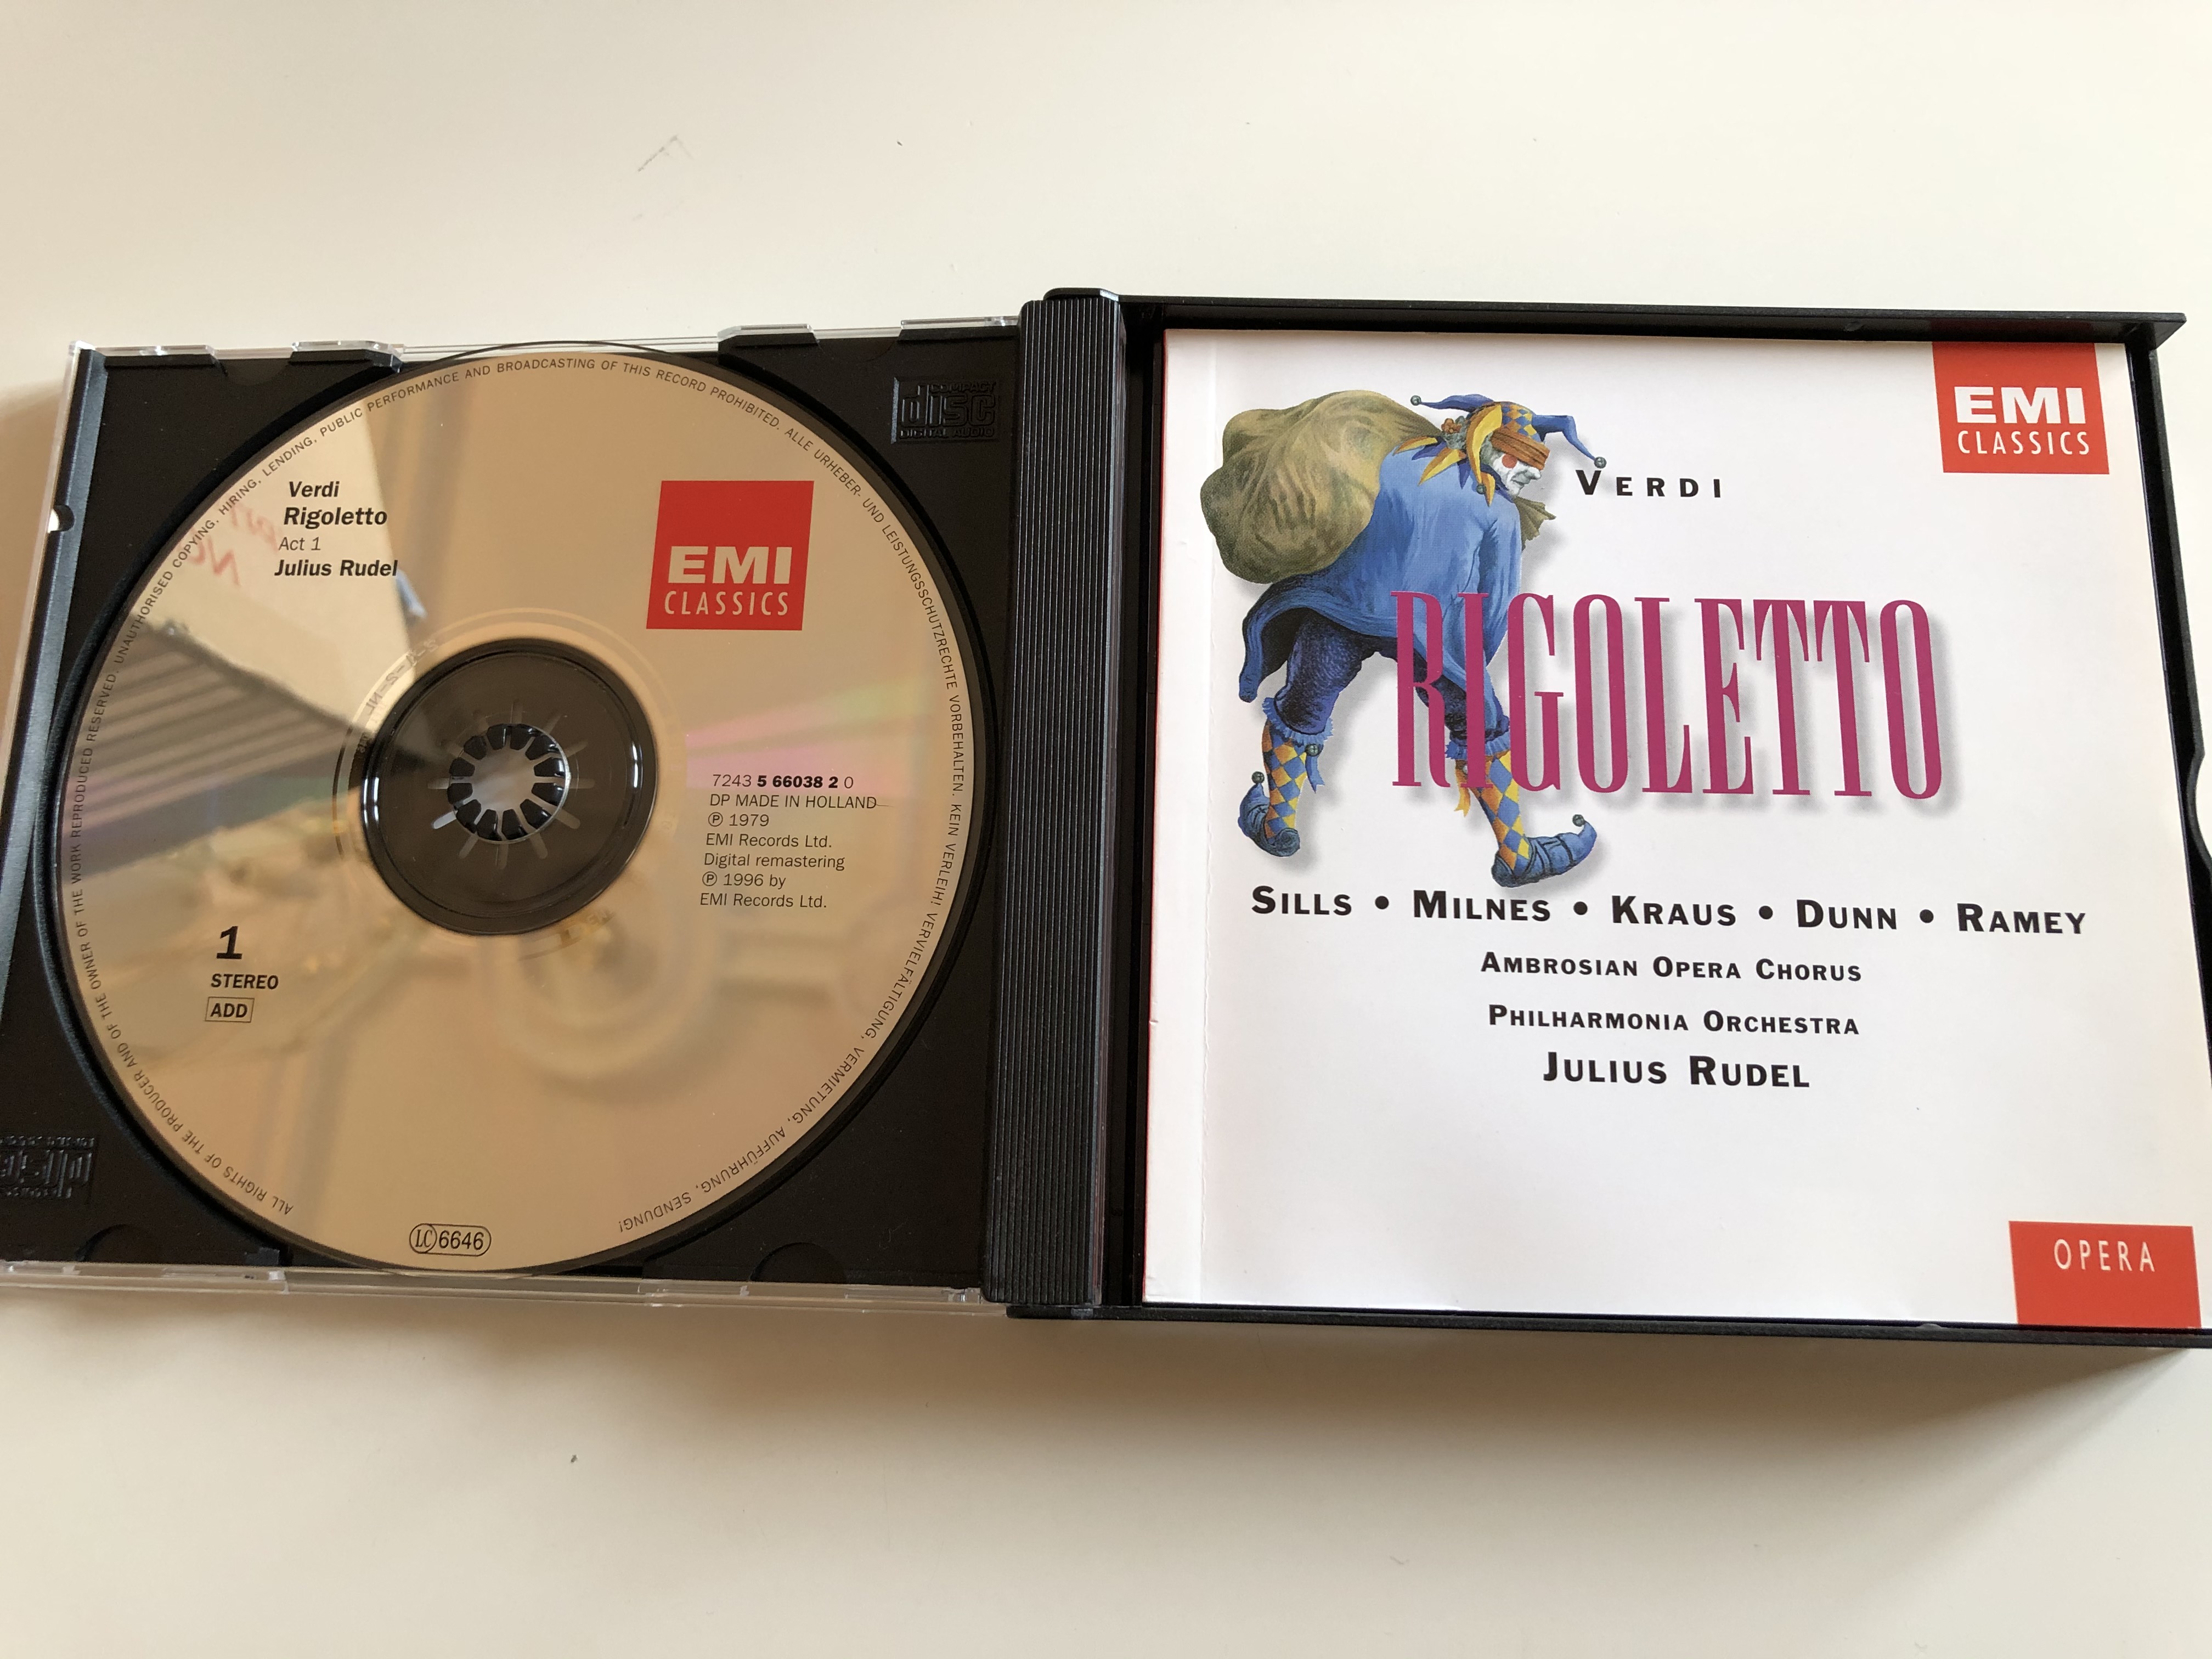 ALL RIGHTS OF THE PRODUCER AND OF THE OWNER OF THE WORK REPRODUCED RESERVED. UNAUTHORISED COPYING, HIRING, LENDING, PUBLIC PERFORMANCE AND BROADCASTING OF THIS RECORD PROHIBITED. ALLE URHEBER- UND LEISTUNGSSCHUTZRECHTE VORBEHALTEN. KEIN VERLEIH! VERVIELFÄLTIGUNG, VERMIETUNG, AUFFÜHRUNG, SENDUNG!
Verdi
Rigoletto
Act 1
Julius Rudel
EMI
CLASSICS
7243 5 66038 2 0
DP MADE IN HOLLAND
℗ 1979
EMI Records Ltd.
Digital remastering
℗ 1996 by
EMI Records Ltd.
1
STEREO
ADD
LC 6646
COMPACT
disc
DIGITAL AUDIO
EMI
CLASSICS
VERDI
RIGOLETTO
SILLS • MILNES • KRAUS • DUNN • RAMEY
AMBROSIAN OPERA CHORUS
PHILHARMONIA ORCHESTRA
JULIUS RUDEL
OPERA